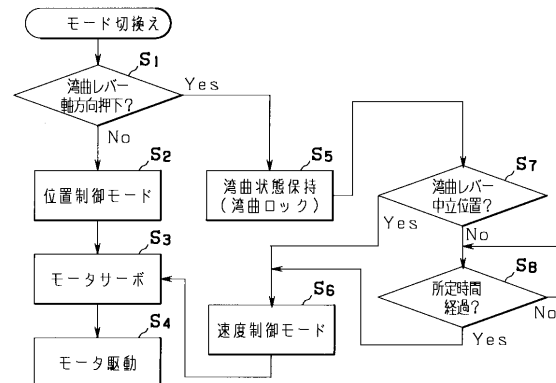 モード切換え
S1
湾曲レバー
軸方向押下?
Yes
No
S2
位置制御モード
S3
モータサーボ
S4
モータ駆動
S5
湾曲状態保持
(湾曲ロック)
S6
速度制御モード
S7
湾曲レバー
中立位置?
Yes
No
S8
所定時間
経過?
No
Yes